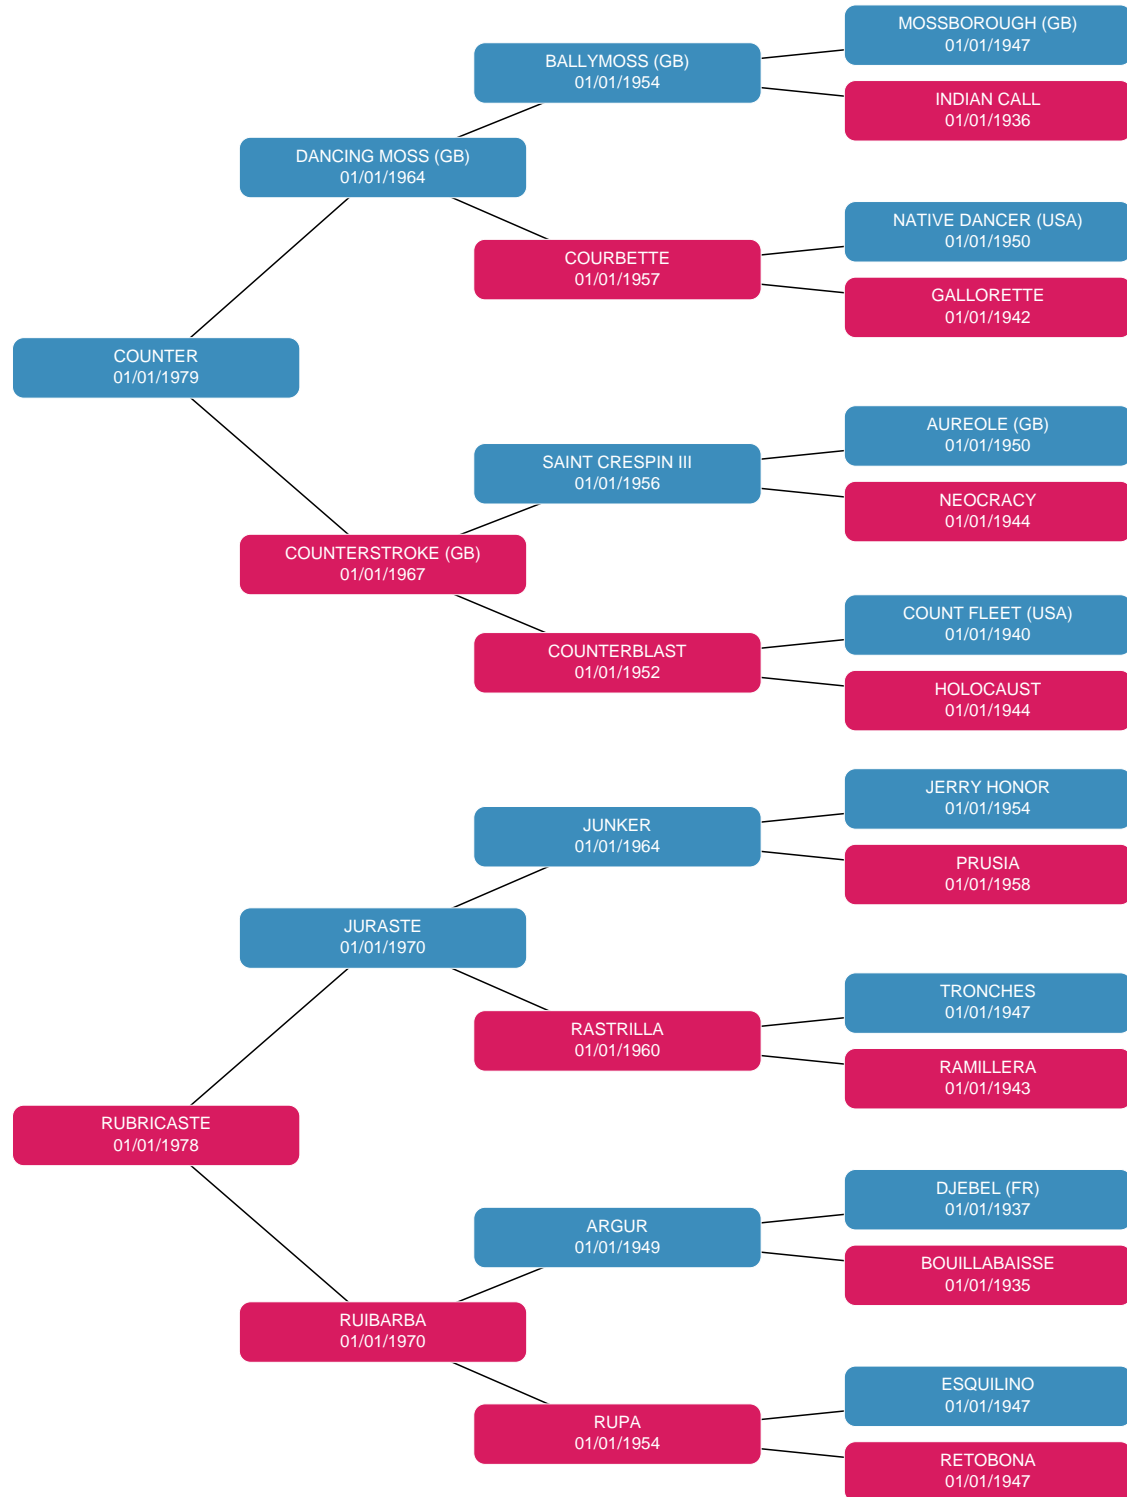 MOSSBOROUGH (GB)
01/01/1947
BALLYMOSS (GB)
01/01/1954
INDIAN CALL
01/01/1936
DANCING MOSS (GB)
01/01/1964
NATIVE DANCER (USA)
01/01/1950
COURBETTE
01/01/1957
GALLORETTE
01/01/1942
COUNTER
01/01/1979
AUREOLE (GB)
01/01/1950
SAINT CRESPIN III
01/01/1956
NEOCRACY
01/01/1944
COUNTERSTROKE (GB)
01/01/1967
COUNT FLEET (USA)
01/01/1940
COUNTERBLAST
01/01/1952
HOLOCAUST
01/01/1944
JERRY HONOR
01/01/1954
JUNKER
01/01/1964
PRUSIA
01/01/1958
JURASTE
01/01/1970
TRONCHES
01/01/1947
RASTRILLA
01/01/1960
RAMILLERA
01/01/1943
RUBRICASTE
01/01/1978
DJEBEL (FR)
01/01/1937
ARGUR
01/01/1949
BOUILLABAISSE
01/01/1935
RUIBARBA
01/01/1970
ESQUILINO
01/01/1947
RUPA
01/01/1954
RETOBONA
01/01/1947